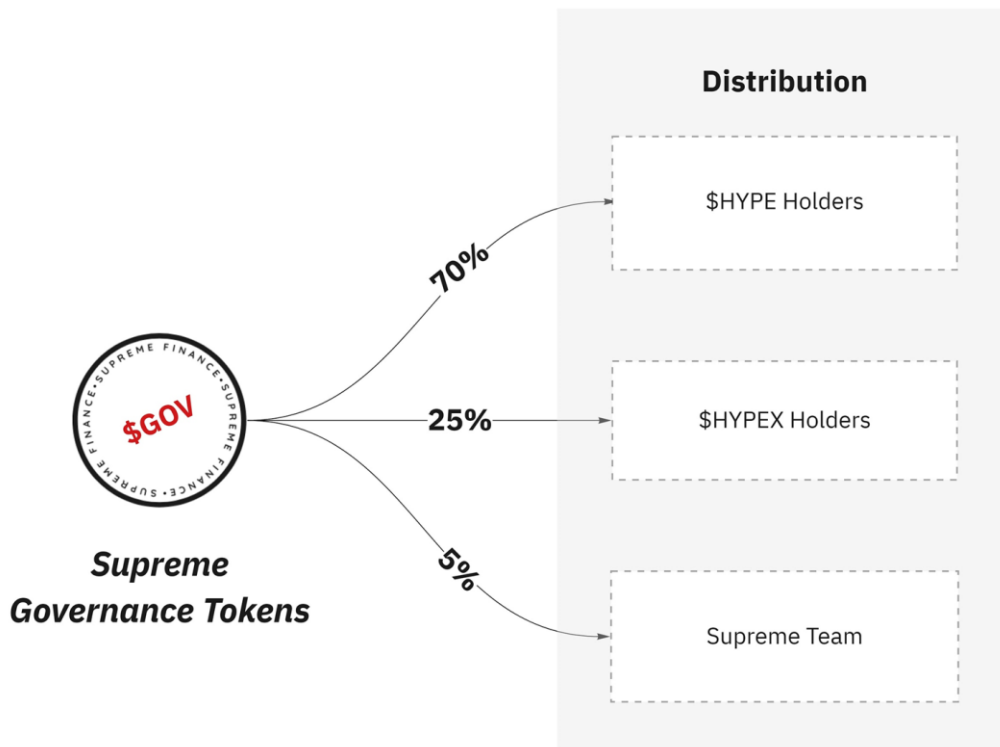 Distribution
$HYPE Holders
70%
SUPREME FINANCE•SUPREME FINANCE•SUPREME FINANCE•
$GOV
25%
$HYPEX Holders
Supreme
Governance Tokens
5%
Supreme Team